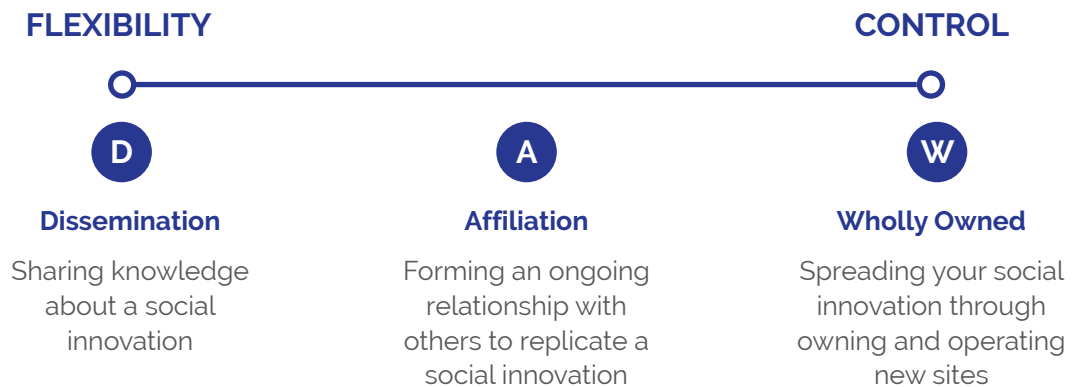 FLEXIBILITY
CONTROL
D
A
W
Dissemination
Affiliation
Wholly Owned
Sharing knowledge
about a social
innovation
Forming an ongoing
relationship with
others to replicate a
social innovation
Spreading your social
innovation through
owning and operating
new sites